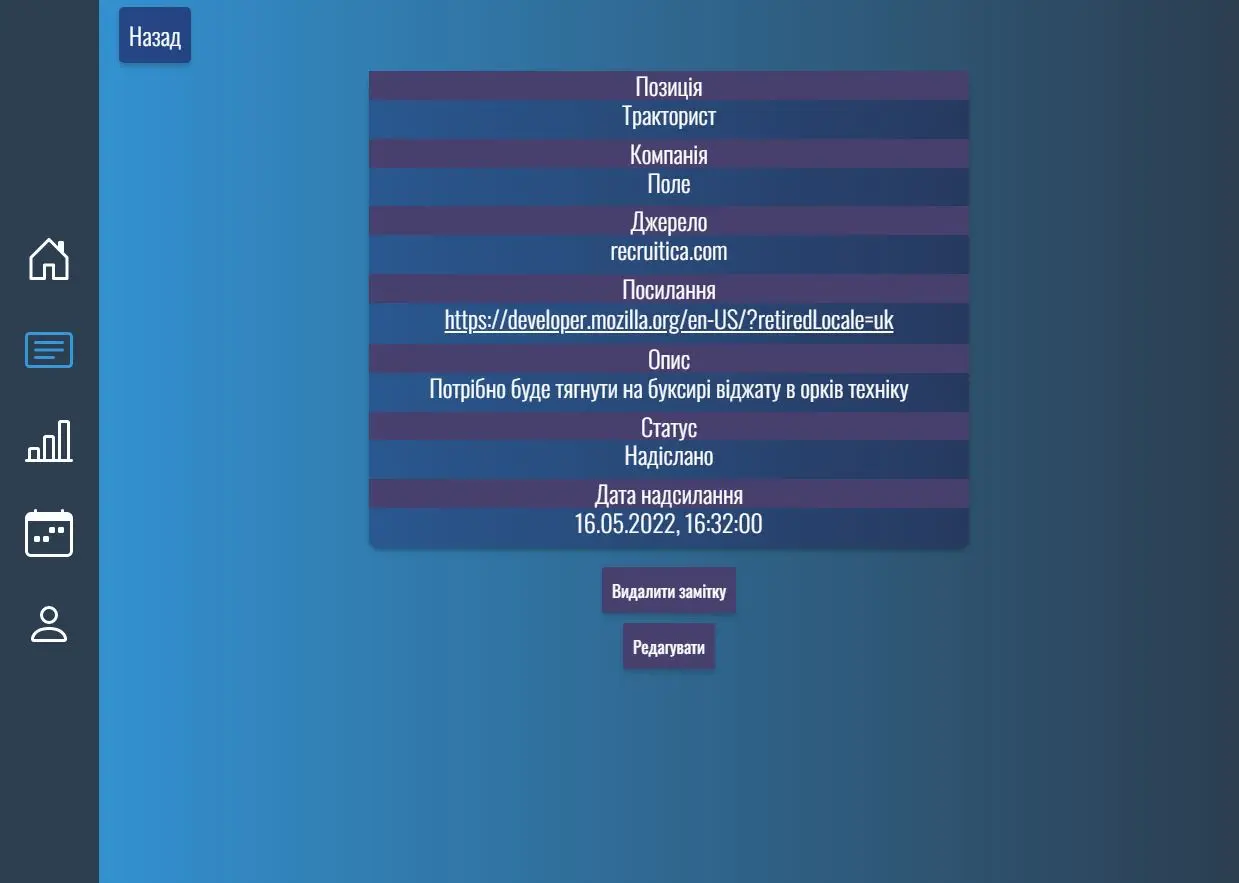 Назад
Позиція
Тракторист
Компанія
Поле
Джерело
recruitica.com
Посилання
https://developer.mozilla.org/en-US/?retiredLocale=uk
Опис
Потрібно буде тягнути на буксирі віджату в орків техніку
Статус
Надіслано
Дата надсилання
16.05.2022, 16:32:00
Видалити замітку
Редагувати